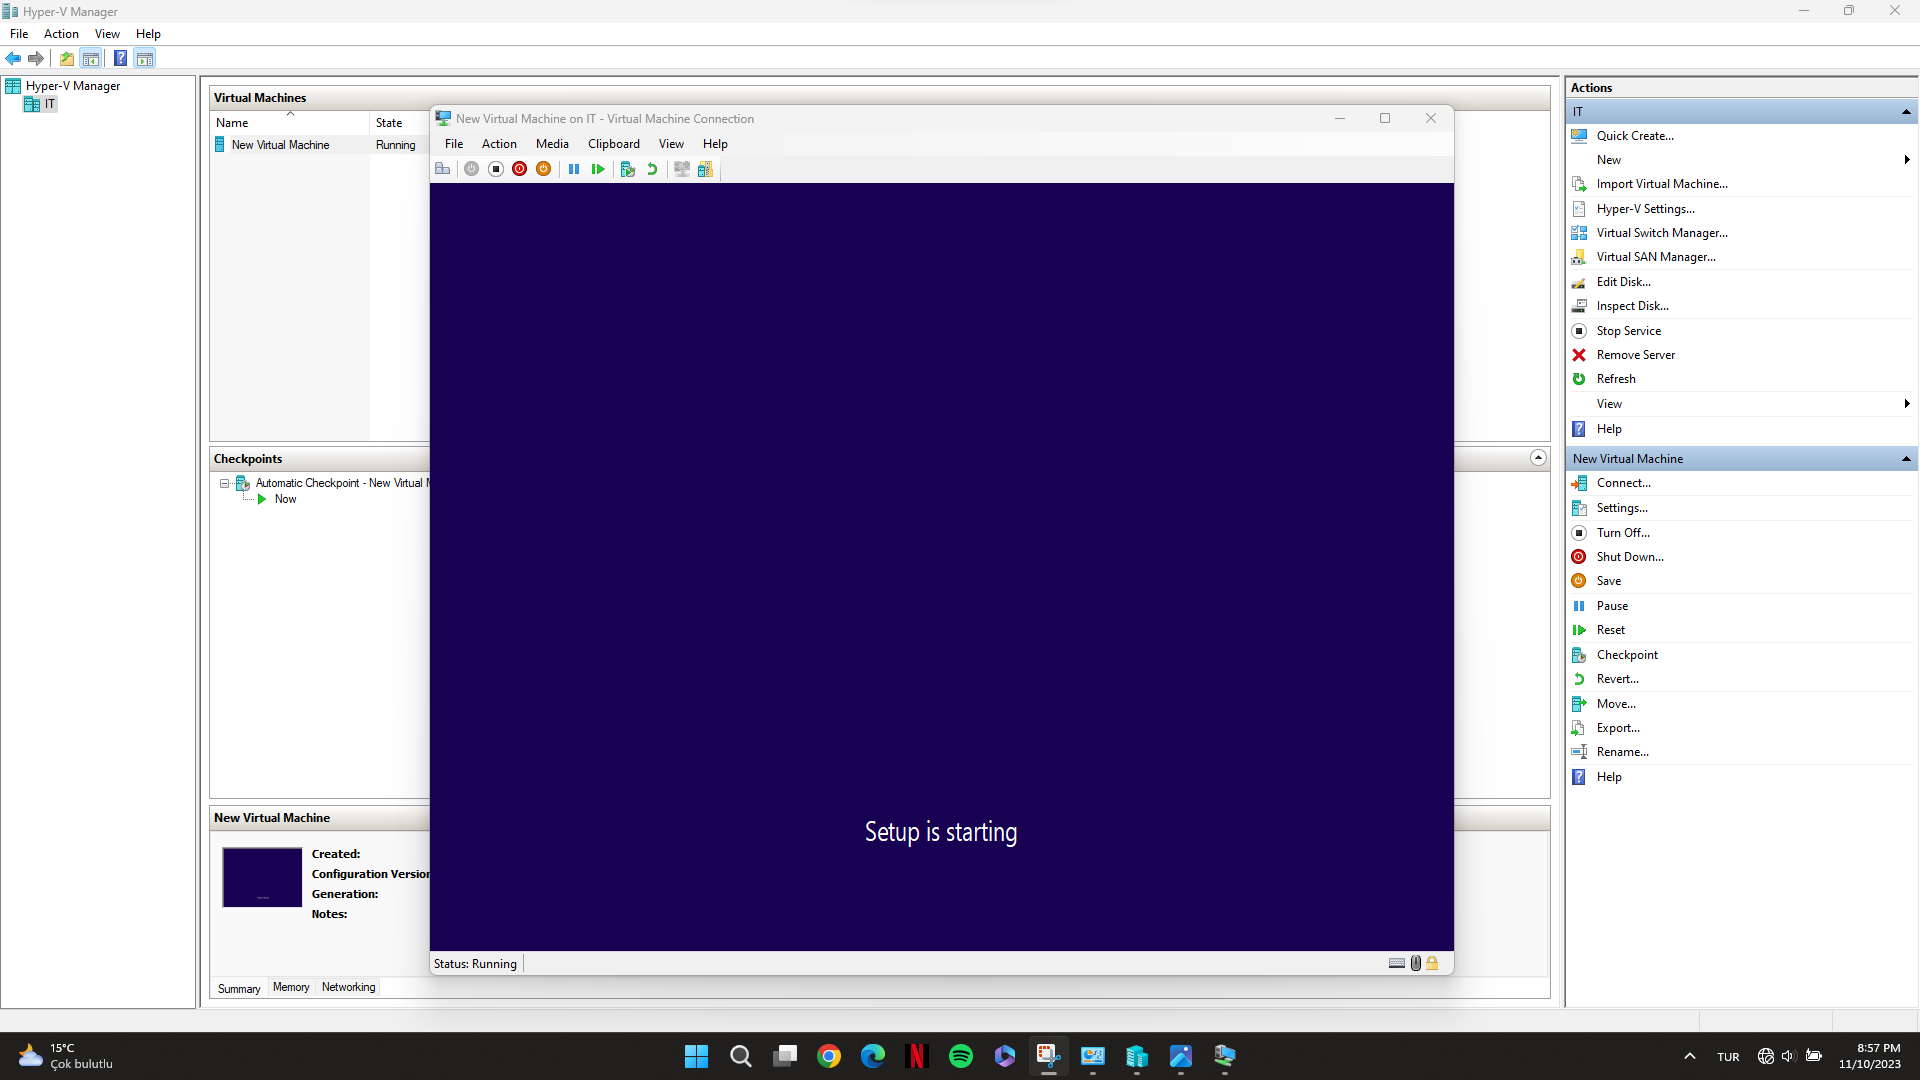 Hyper-V Manager
File Action View Help
Hyper-V Manager
IT
Virtual Machines
Name State
New Virtual Machine Running
Checkpoints
Automatic Checkpoint - New Virtual
Now
New Virtual Machine
Created:
Configuration Version
Generation:
Notes:
Summary Memory Networking
New Virtual Machine on IT - Virtual Machine Connection
File Action Media Clipboard View Help
Setup is starting
Status: Running
Actions
IT
Quick Create...
New
Import Virtual Machine...
Hyper-V Settings...
Virtual Switch Manager...
Virtual SAN Manager...
Edit Disk...
Inspect Disk...
Stop Service
Remove Server
Refresh
View
Help
New Virtual Machine
Connect...
Settings...
Turn Off...
Shut Down...
Save
Pause
Reset
Checkpoint
Revert...
Move...
Export...
Rename...
Help
15°C
Çok bulutlu
TUR
8:57 PM
11/10/2023